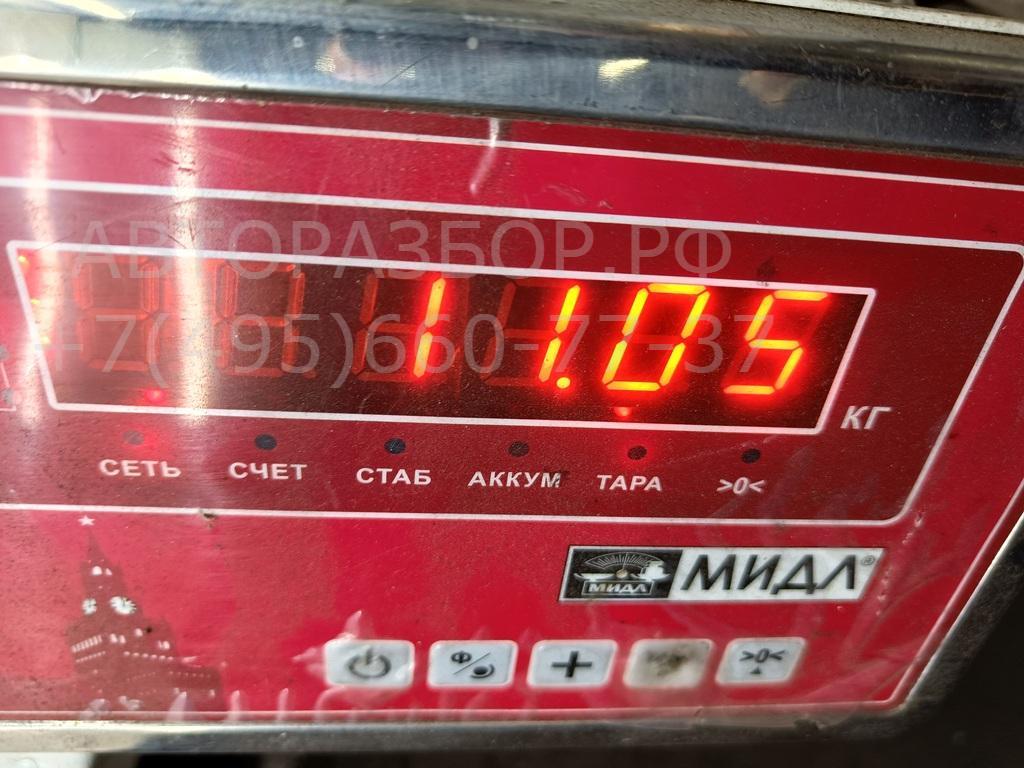 АВТОРАЗБОР.РФ
+7(495)660-77-37
11.05
КГ
СЕТЬ СЧЕТ СТАБ АККУМ ТАРА >0<
МИДЛ МИДЛ®
Ф + >0<